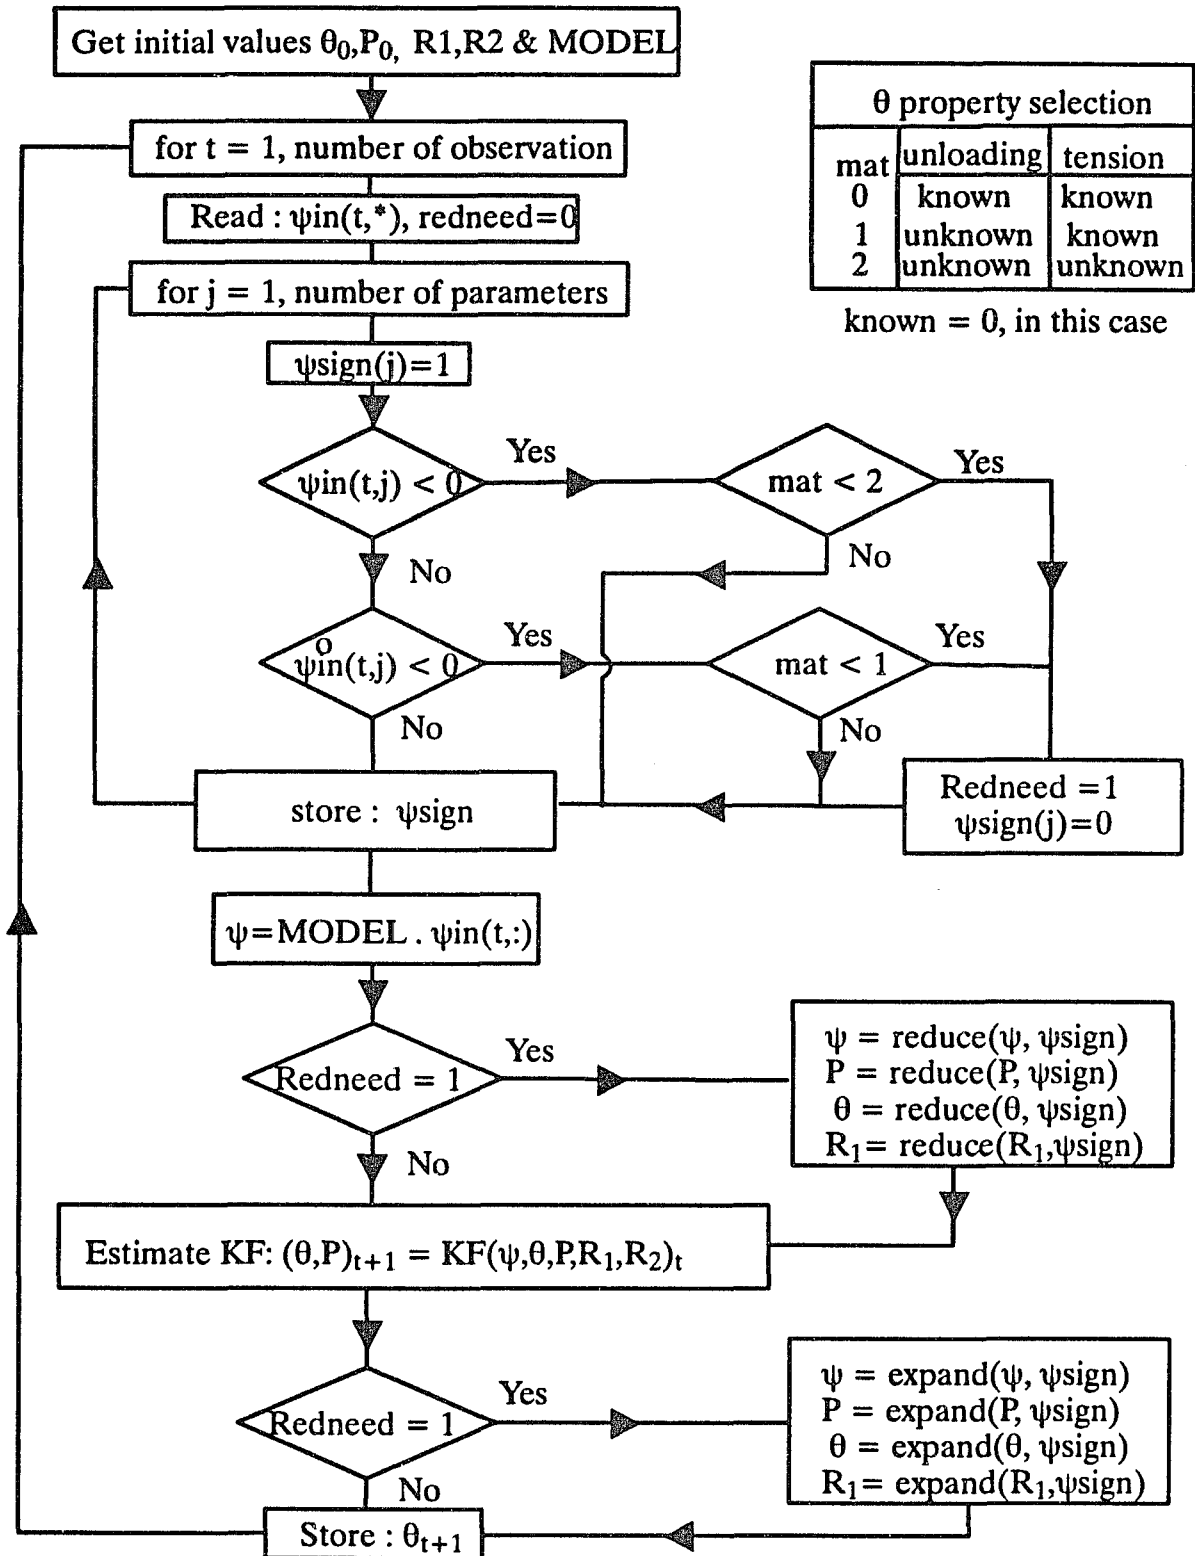 Get initial values θ₀,P₀, R1,R2 & MODEL
for t = 1, number of observation
Read : ψin(t,*), redneed=0
for j = 1, number of parameters
ψsign(j)=1
θ property selection
mat unloading tension
0 known known
1 unknown known
2 unknown unknown
known = 0, in this case
ψin(t,j) < 0
Yes
mat < 2
Yes
No
No
o
ψin(t,j) < 0
Yes
mat < 1
Yes
No
No
store : ψsign
Redneed =1
ψsign(j)=0
ψ=MODEL . ψin(t,:)
Redneed = 1
Yes
No
ψ = reduce(ψ, ψsign)
P = reduce(P, ψsign)
θ = reduce(θ, ψsign)
R₁= reduce(R₁,ψsign)
Estimate KF: (θ,P)ₜ₊₁ = KF(ψ,θ,P,R₁,R₂)ₜ
Redneed = 1
Yes
No
ψ = expand(ψ, ψsign)
P = expand(P, ψsign)
θ = expand(θ, ψsign)
R₁= expand(R₁,ψsign)
Store : θₜ₊₁